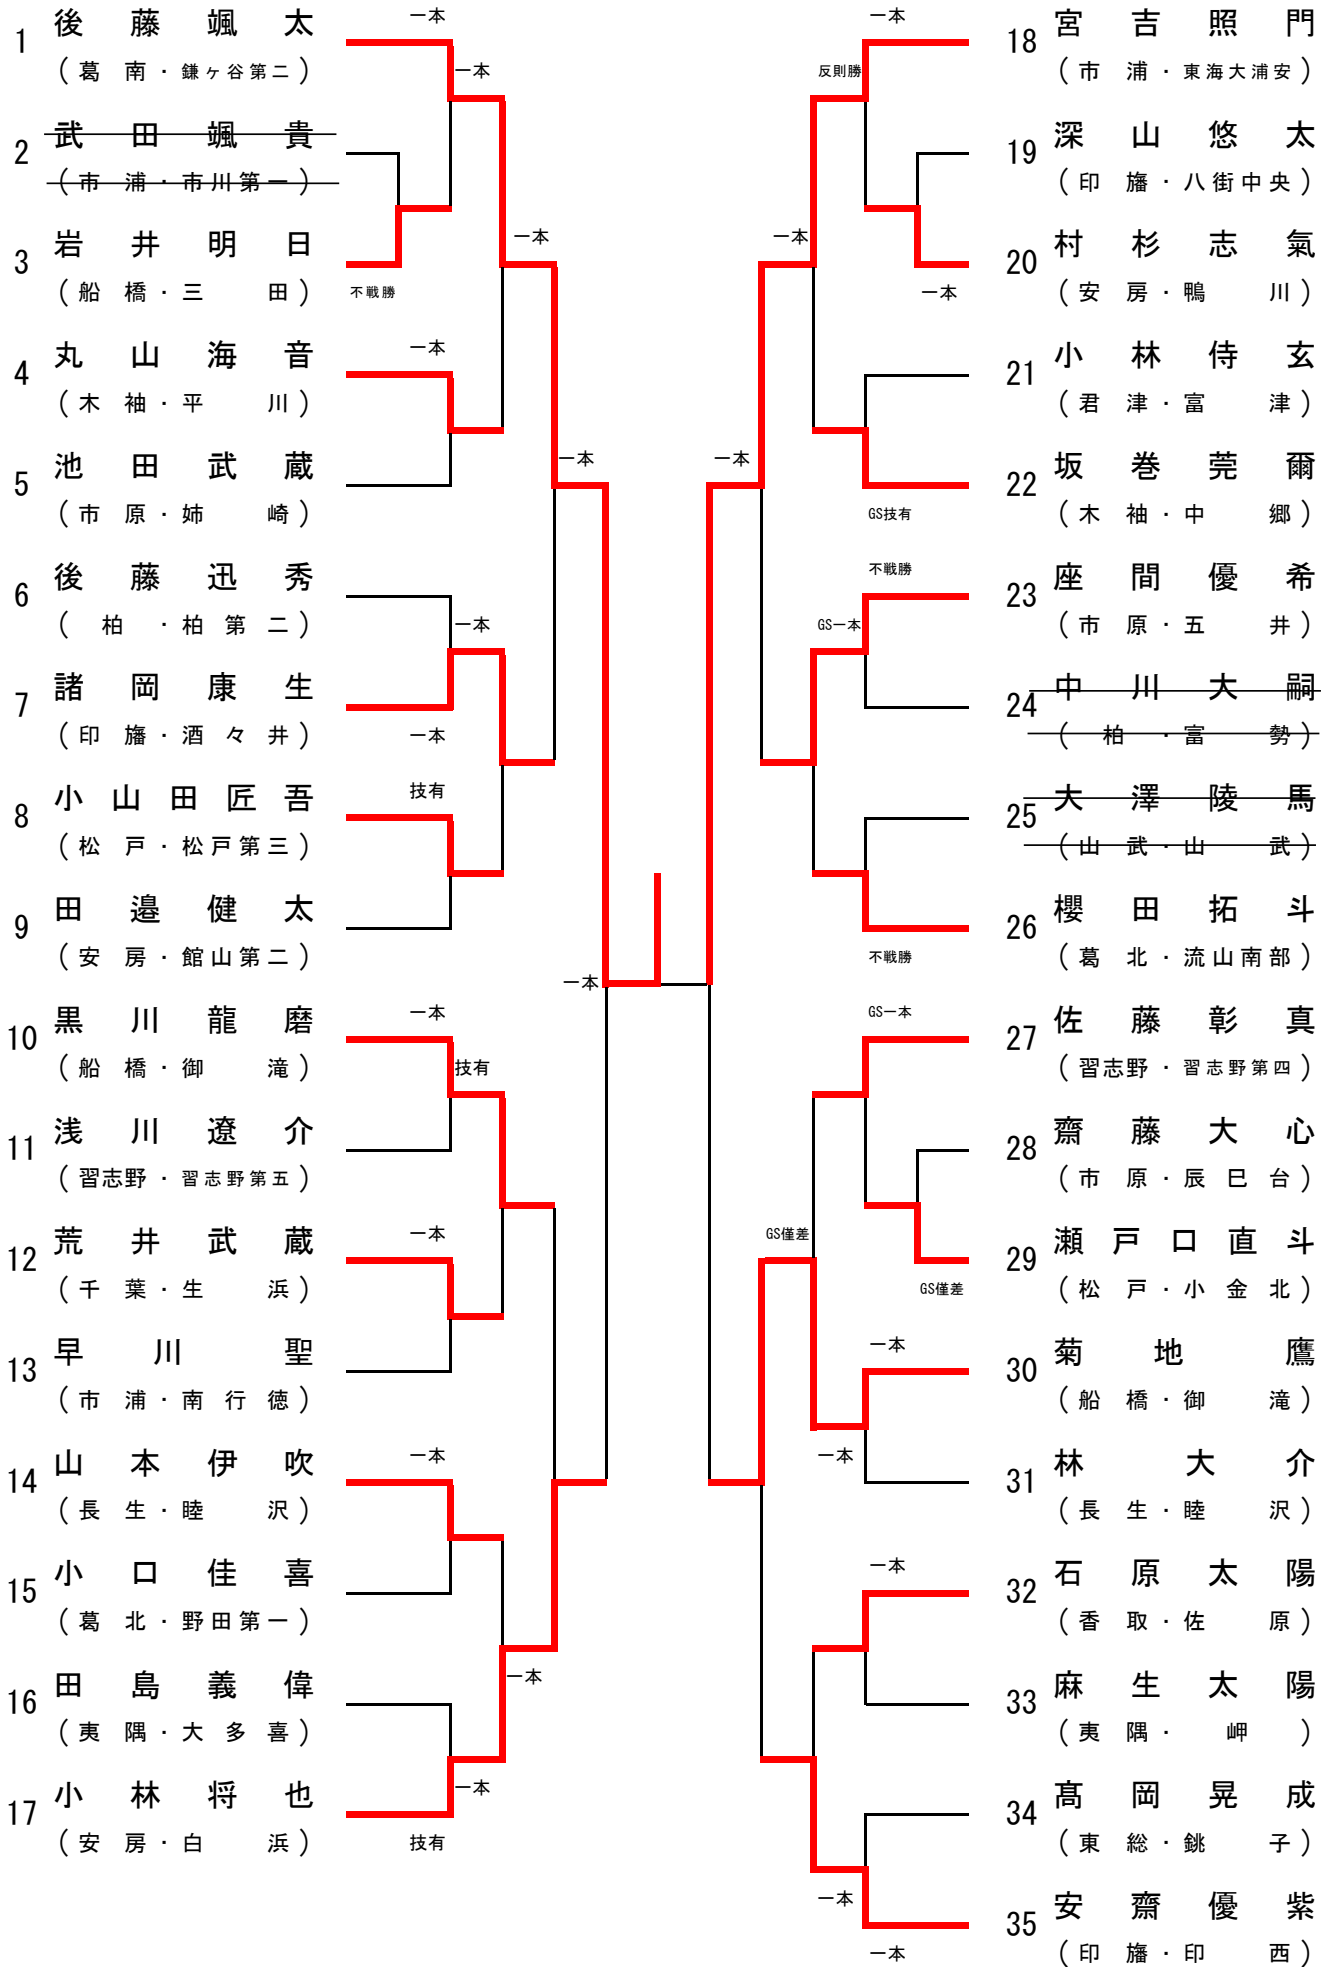 一本
1 後藤颯太
(葛南・鎌ヶ谷第二)
一本
2 武田颯貴
(市浦・市川第一)
3 岩井明日
(船橋・三田)
不戦勝
一本
一本
4 丸山海音
(木袖・平川)
5 池田武蔵
(市原・姉崎)
一本
6 後藤迅秀
(柏・柏第二)
一本
7 諸岡康生
(印旛・酒々井)
一本
技有
8 小山田匠吾
(松戸・松戸第三)
9 田邉健太
(安房・館山第二)
一本
一本
10 黒川龍磨
(船橋・御滝)
技有
11 浅川遼介
(習志野・習志野第五)
一本
12 荒井武蔵
(千葉・生浜)
13 早川聖
(市浦・南行徳)
一本
14 山本伊吹
(長生・睦沢)
15 小口佳喜
(葛北・野田第一)
一本
16 田島義偉
(夷隅・大多喜)
一本
17 小林将也
(安房・白浜)
技有
一本
18 宮吉照門
(市浦・東海大浦安)
反則勝
19 深山悠太
(印旛・八街中央)
20 村杉志氣
(安房・鴨川)
一本
一本
21 小林侍玄
(君津・富津)
22 坂巻莞爾
(木袖・中郷)
GS技有
一本
不戦勝
23 座間優希
(市原・五井)
GS一本
24 中川大嗣
(柏・富勢)
25 大澤陵馬
(山武・山武)
26 櫻田拓斗
(葛北・流山南部)
不戦勝
GS一本
27 佐藤彰真
(習志野・習志野第四)
28 齋藤大心
(市原・辰巳台)
29 瀬戸口直斗
(松戸・小金北)
GS僅差
GS僅差
一本
30 菊地鷹
(船橋・御滝)
一本
31 林大介
(長生・睦沢)
一本
32 石原太陽
(香取・佐原)
33 麻生太陽
(夷隅・岬)
34 髙岡晃成
(東総・銚子)
一本
35 安齋優紫
(印旛・印西)
一本